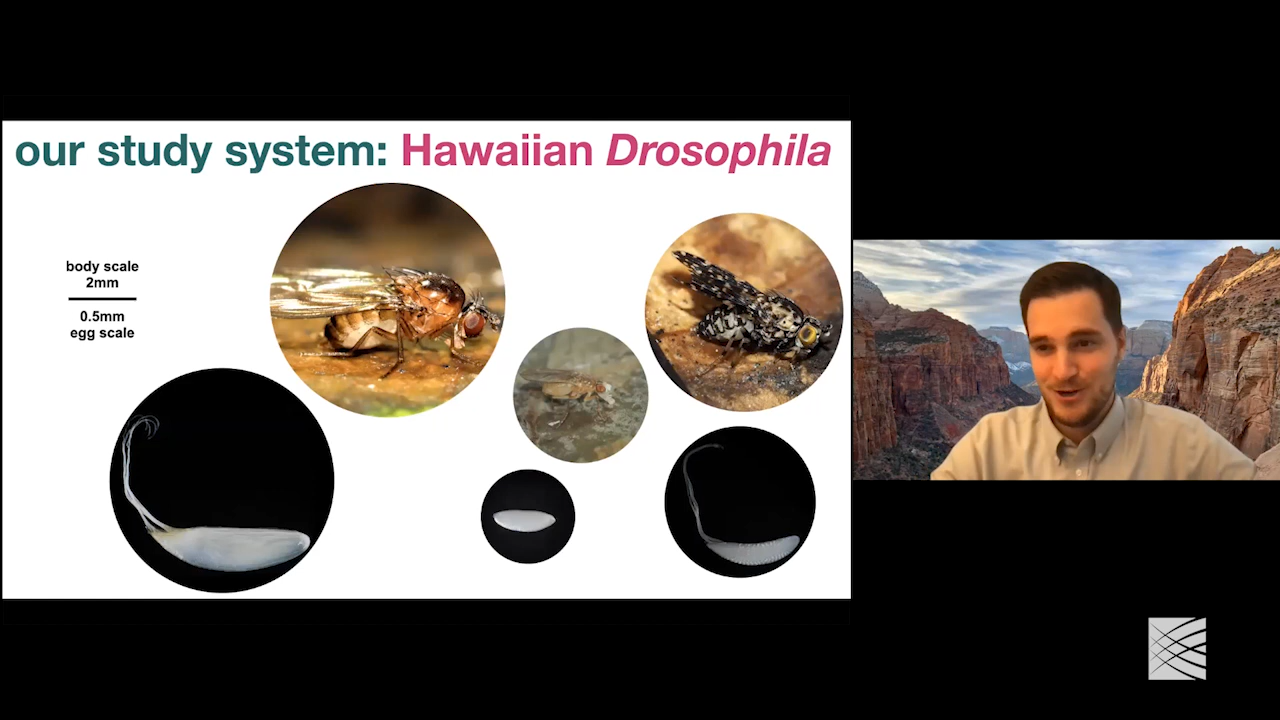 our study system: Hawaiian Drosophila
body scale
2mm
0.5mm
egg scale